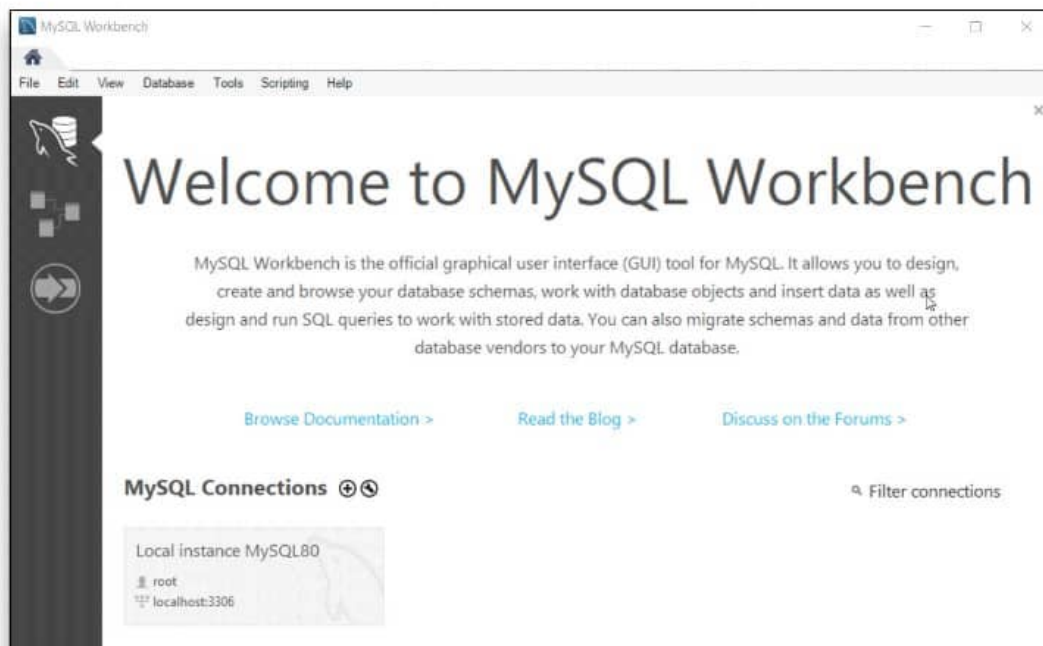 MySQL Workbench
File Edit View Database Tools Scripting Help
Welcome to MySQL Workbench
MySQL Workbench is the official graphical user interface (GUI) tool for MySQL. It allows you to design,
create and browse your database schemas, work with database objects and insert data as well as
design and run SQL queries to work with stored data. You can also migrate schemas and data from other
database vendors to your MySQL database.
Browse Documentation > Read the Blog > Discuss on the Forums >
MySQL Connections Filter connections
Local instance MySQL80
root
localhost:3306